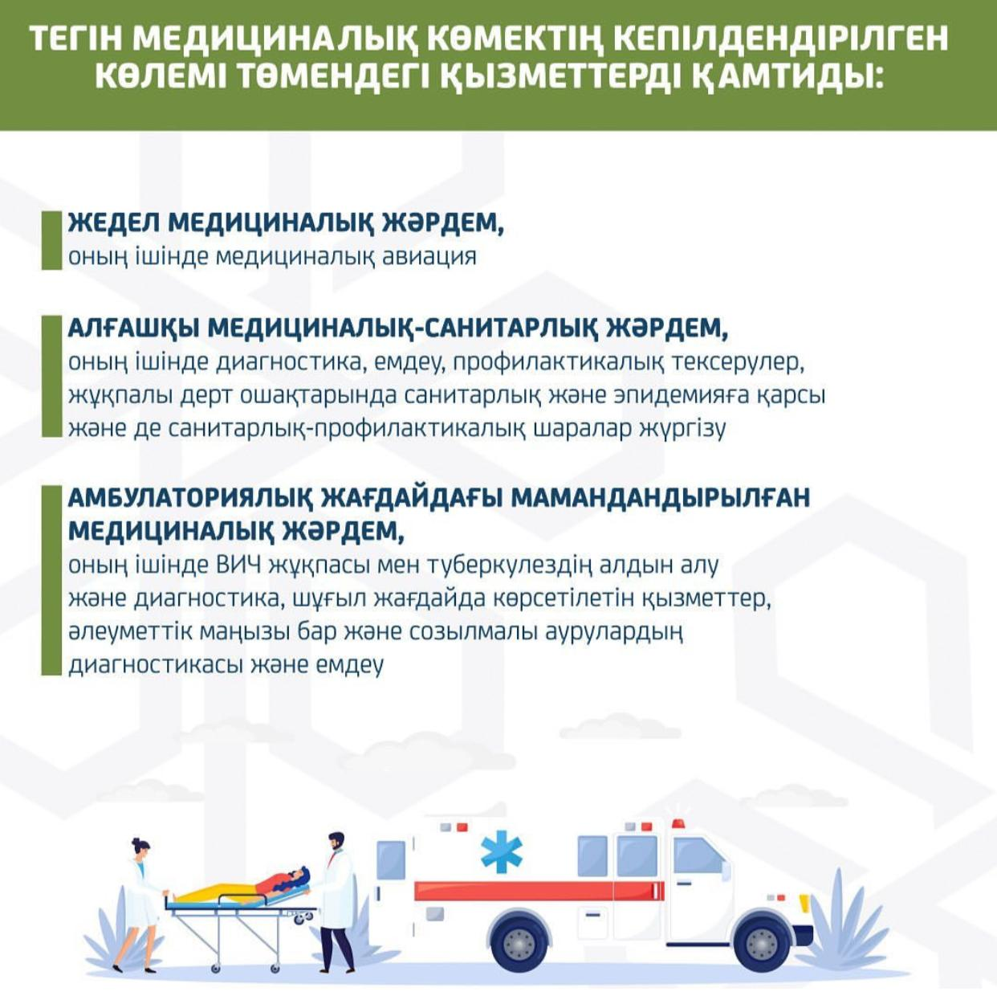 ТЕГІН МЕДИЦИНАЛЫҚ КӨМЕКТІҢ КЕПІЛДЕНДІРІЛГЕН
КӨЛЕМІ ТӨМЕНДЕГІ ҚЫЗМЕТТЕРДІ ҚАМТИДЫ:
ЖЕДЕЛ МЕДИЦИНАЛЫҚ ЖӘРДЕМ,
оның ішінде медициналық авиация
АЛҒАШҚЫ МЕДИЦИНАЛЫҚ-САНИТАРЛЫҚ ЖӘРДЕМ,
оның ішінде диагностика, емдеу, профилактикалық тексерулер,
жұқпалы дерт ошақтарында санитарлық және эпидемияға қарсы
және де санитарлық-профилактикалық шаралар жүргізу
АМБУЛАТОРИЯЛЫҚ ЖАҒДАЙДАҒЫ МАМАНДАНДЫРЫЛҒАН
МЕДИЦИНАЛЫҚ ЖӘРДЕМ,
оның ішінде ВИЧ жұқпасы мен туберкулездің алдын алу
және диагностика, шұғыл жағдайда көрсетілетін қызметтер,
әлеуметтік маңызы бар және созылмалы аурулардың
диагностикасы және емдеу